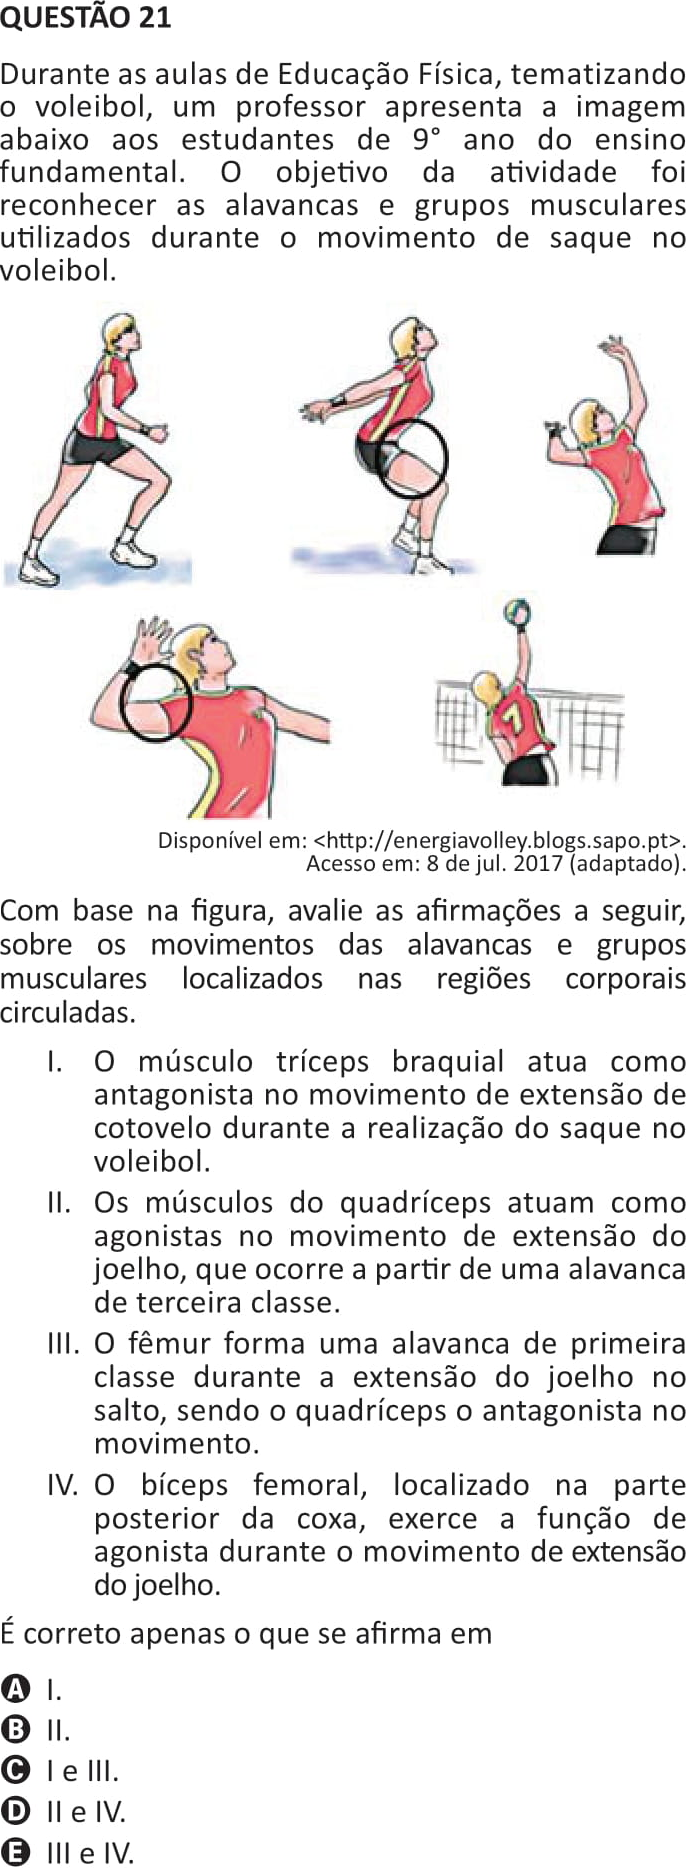 QUESTÃO 21
Durante as aulas de Educação Física, tematizando
o voleibol, um professor apresenta a imagem
abaixo aos estudantes de 9° ano do ensino
fundamental. O objetivo da atividade foi
reconhecer as alavancas e grupos musculares
utilizados durante o movimento de saque no
voleibol.
7
Disponível em: <http://energiavolley.blogs.sapo.pt>.
Acesso em: 8 de jul. 2017 (adaptado).
Com base na figura, avalie as afirmações a seguir,
sobre os movimentos das alavancas e grupos
musculares localizados nas regiões corporais
circuladas.
I. O músculo tríceps braquial atua como
antagonista no movimento de extensão de
cotovelo durante a realização do saque no
voleibol.
II. Os músculos do quadríceps atuam como
agonistas no movimento de extensão do
joelho, que ocorre a partir de uma alavanca
de terceira classe.
III. O fêmur forma uma alavanca de primeira
classe durante a extensão do joelho no
salto, sendo o quadríceps o antagonista no
movimento.
IV. O bíceps femoral, localizado na parte
posterior da coxa, exerce a função de
agonista durante o movimento de extensão
do joelho.
É correto apenas o que se afirma em
A I.
B II.
C I e III.
D II e IV.
E III e IV.